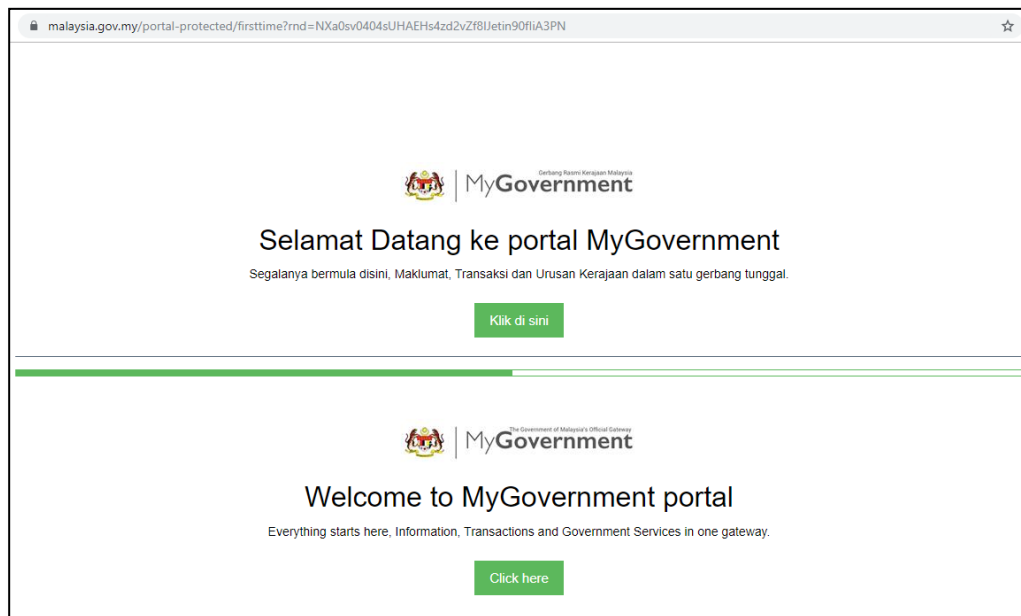 malaysia.gov.my/portal-protected/firsttime?rnd=NXa0sv0404sUHAEHs4zd2vZf8lJetin90fliA3PN
Gerbang Rasmi Kerajaan Malaysia
MyGovernment
Selamat Datang ke portal MyGovernment
Segalanya bermula disini, Maklumat, Transaksi dan Urusan Kerajaan dalam satu gerbang tunggal.
Klik di sini
The Government of Malaysia's Official Gateway
MyGovernment
Welcome to MyGovernment portal
Everything starts here, Information, Transactions and Government Services in one gateway.
Click here